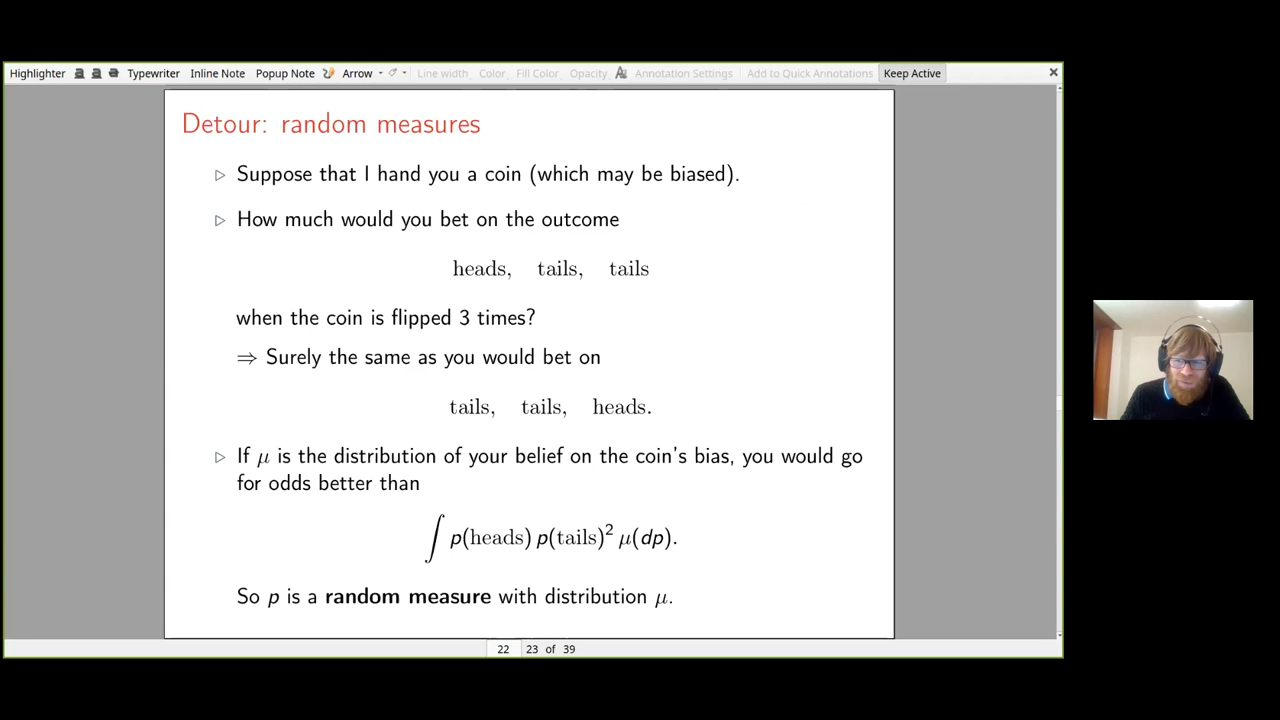 Highlighter Typewriter Inline Note Popup Note Arrow Line width Color Fill Color Opacity Annotation Settings Add to Quick Annotations Keep Active
Detour: random measures
▷ Suppose that I hand you a coin (which may be biased).
▷ How much would you bet on the outcome
heads, tails, tails
when the coin is flipped 3 times?
⇒ Surely the same as you would bet on
tails, tails, heads.
▷ If μ is the distribution of your belief on the coin's bias, you would go
for odds better than
∫ p(heads) p(tails)² μ(dp).
So p is a random measure with distribution μ.
22 23 of 39